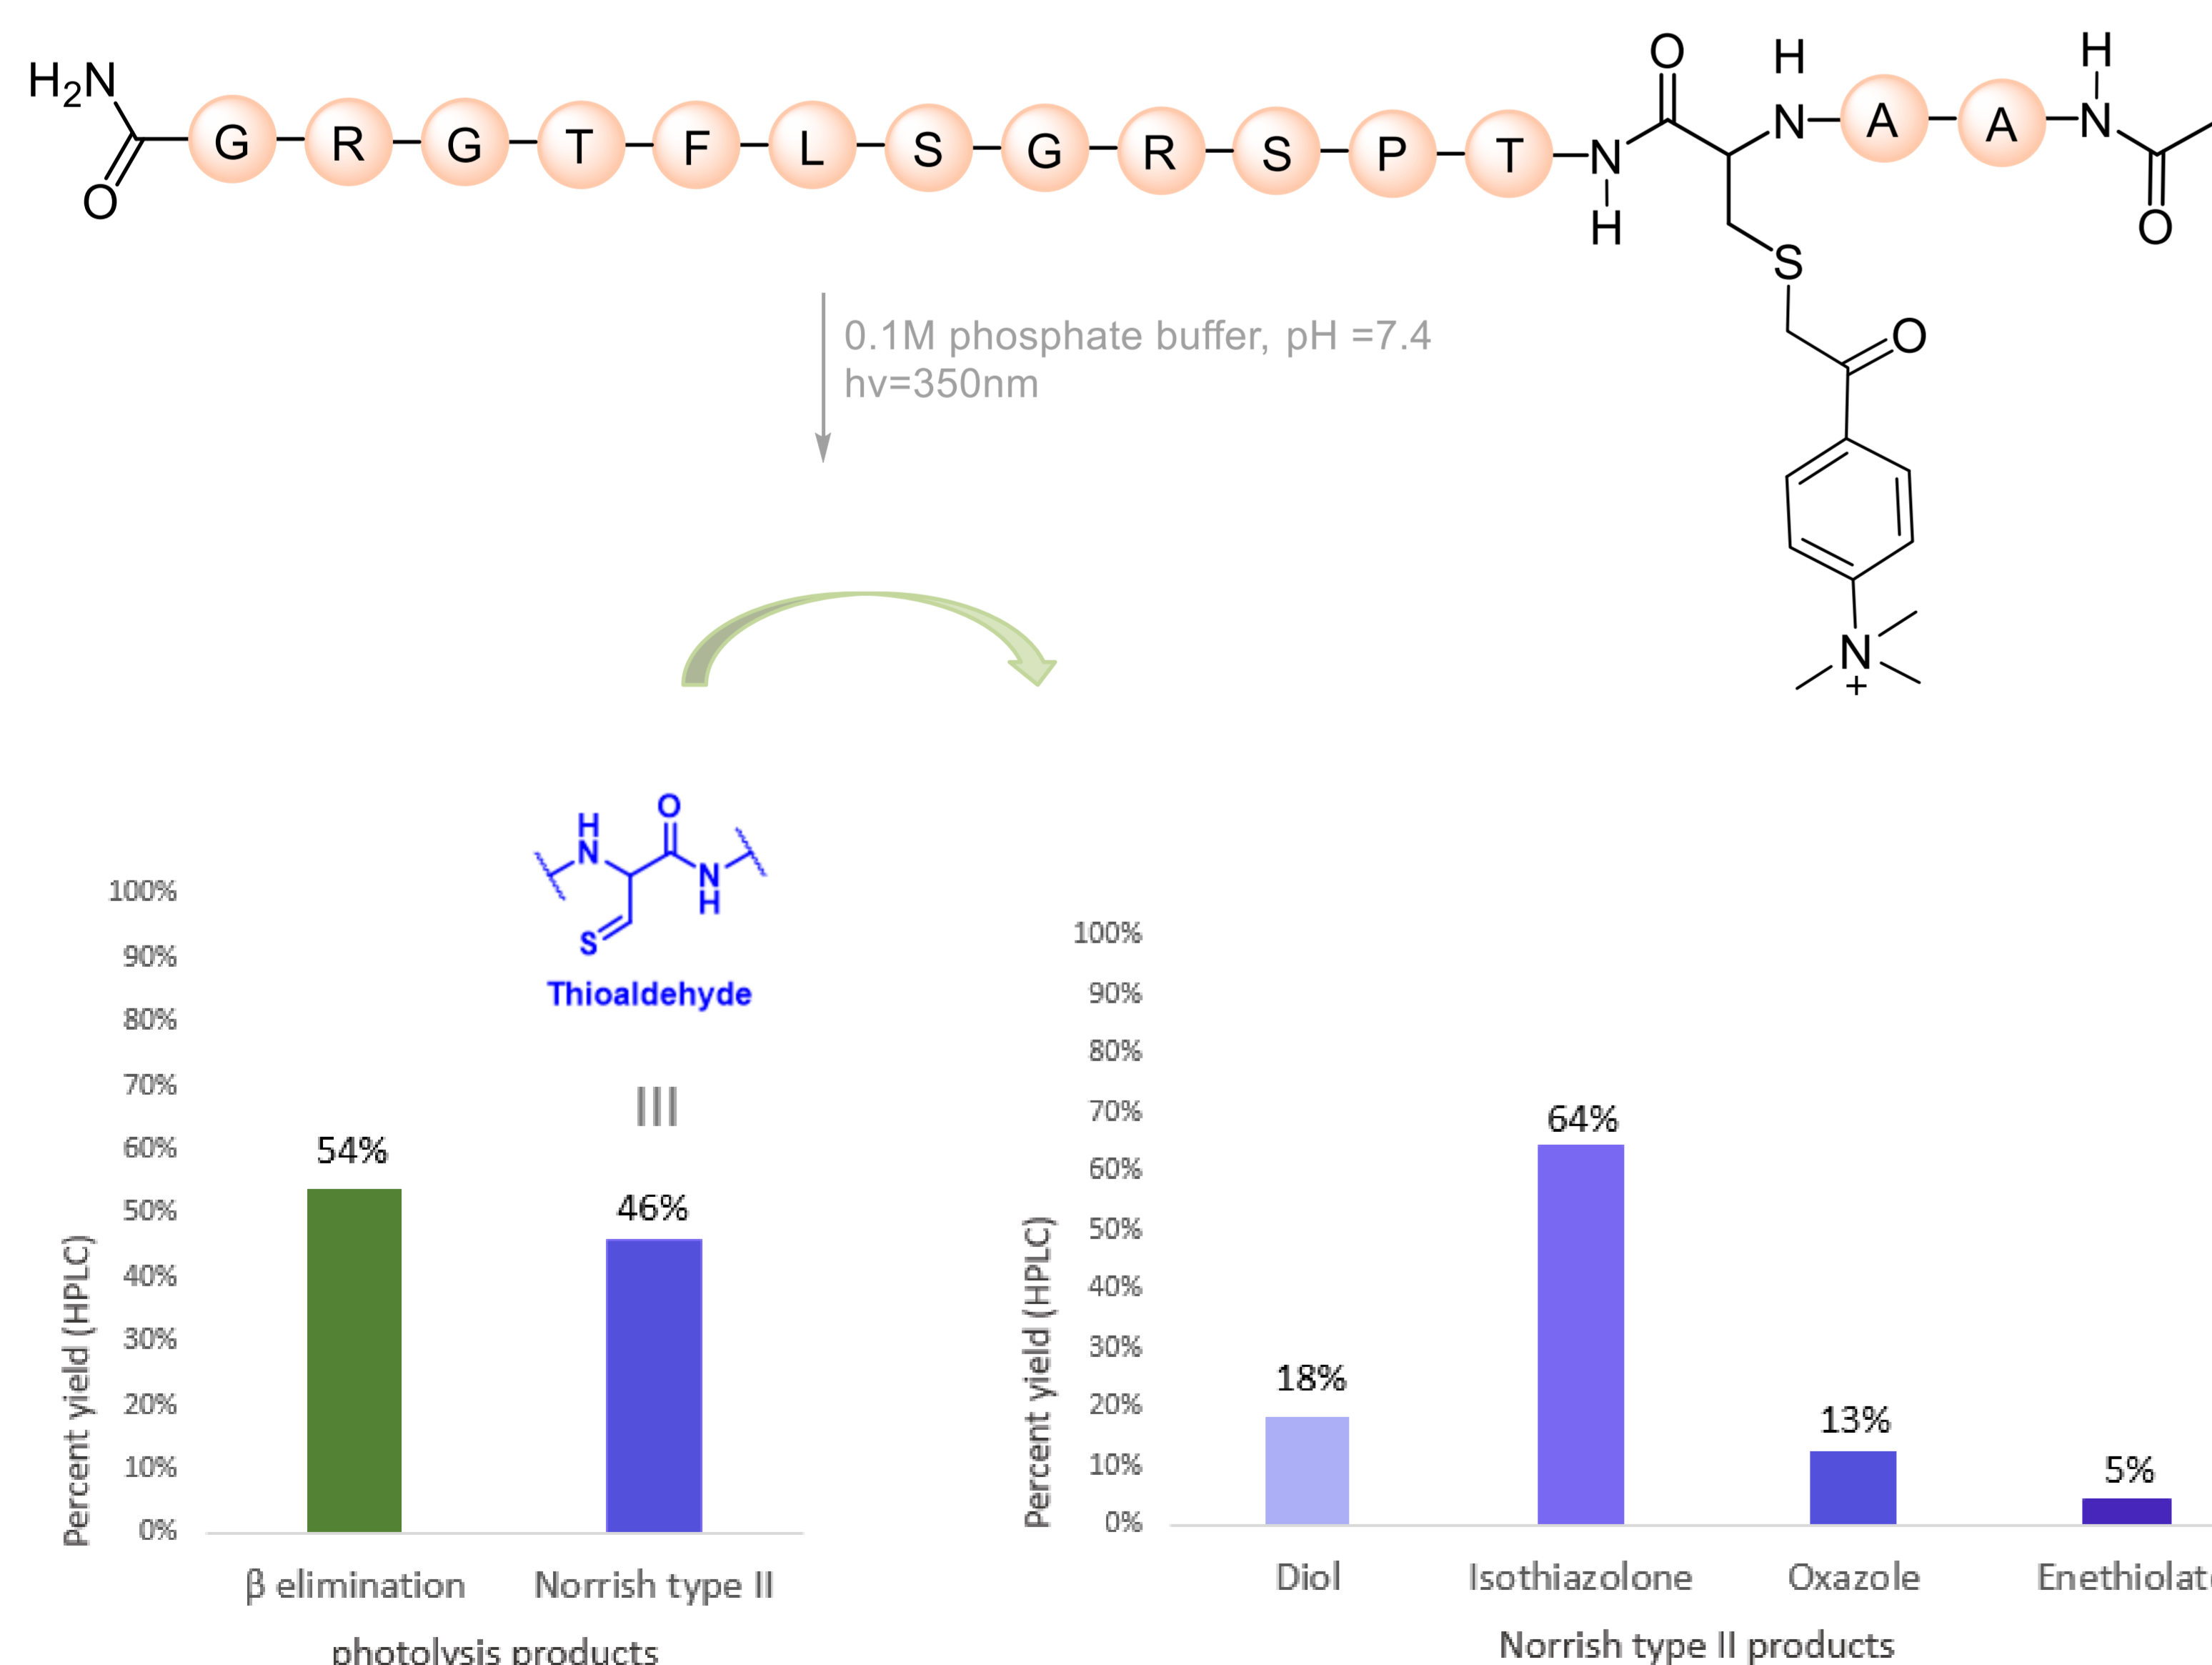 H₂N
O
G R G T F L S G R S P T
N
H
O
H
N
A A
H
N
O
S
O
N
+
0.1M phosphate buffer, pH =7.4
hv=350nm
H
N
O
N
H
S
Thioaldehyde
100%
90%
80%
70%
60%
50%
40%
30%
20%
10%
0%
Percent yield (HPLC)
54%
46%
β elimination
Norrish type II
photolysis products
100%
90%
80%
70%
60%
50%
40%
30%
20%
10%
0%
Percent yield (HPLC)
18%
64%
13%
5%
Diol
Isothiazolone
Oxazole
Enethiolat
Norrish type II products